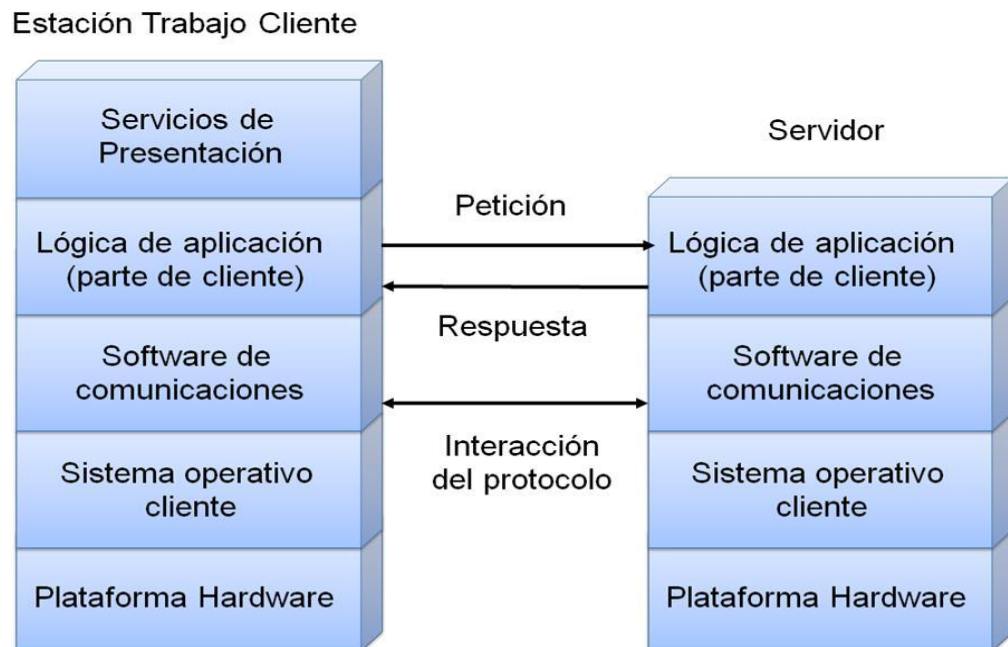 Estación Trabajo Cliente
Servicios de
Presentación
Lógica de aplicación
(parte de cliente)
Software de
comunicaciones
Sistema operativo
cliente
Plataforma Hardware
Petición
Respuesta
Interacción
del protocolo
Servidor
Lógica de aplicación
(parte de cliente)
Software de
comunicaciones
Sistema operativo
cliente
Plataforma Hardware